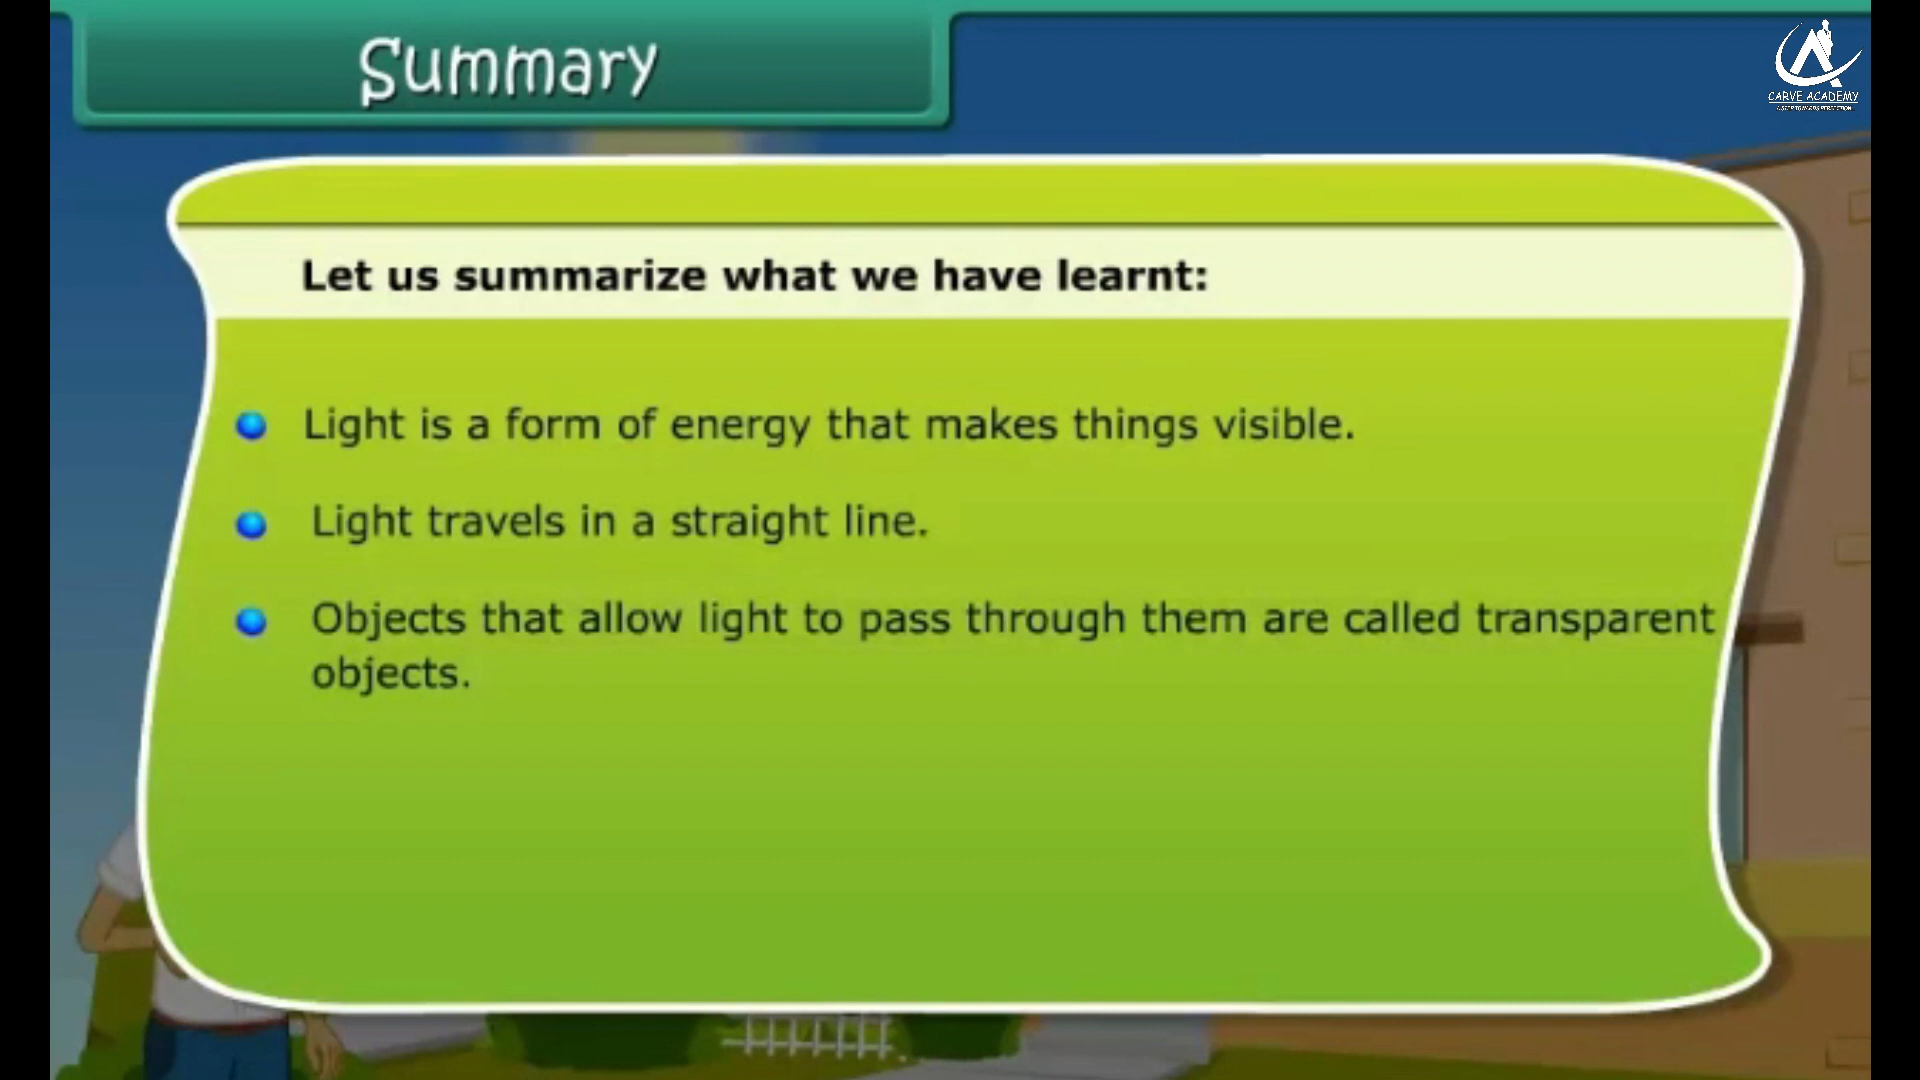 Summary
CARVE ACADEMY
Let us summarize what we have learnt:
Light is a form of energy that makes things visible.
Light travels in a straight line.
Objects that allow light to pass through them are called transparent
objects.